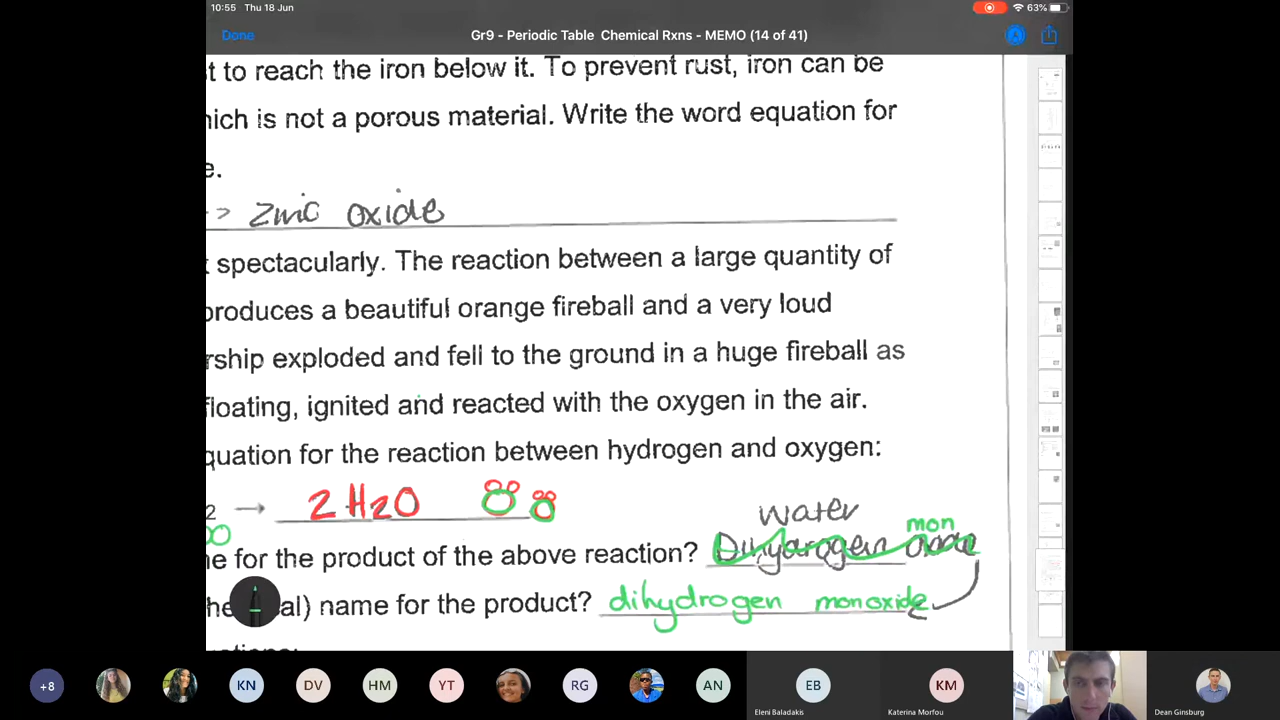 10:55 Thu 18 Jun
63%
Done
Gr9 - Periodic Table Chemical Rxns - MEMO (14 of 41)
t to reach the iron below it. To prevent rust, iron can be
hich is not a porous material. Write the word equation for
e.
-> Zinc oxide
t spectacularly. The reaction between a large quantity of
produces a beautiful orange fireball and a very loud
rship exploded and fell to the ground in a huge fireball as
floating, ignited and reacted with the oxygen in the air.
quation for the reaction between hydrogen and oxygen:
2 → 2 H2O
water
mon
ne for the product of the above reaction? Dihydrogen oxide
he al) name for the product? dihydrogen monoxide
+8 KN DV HM YT RG AN EB KM
Eleni Baladakis Katerina Morfou Dean Ginsburg